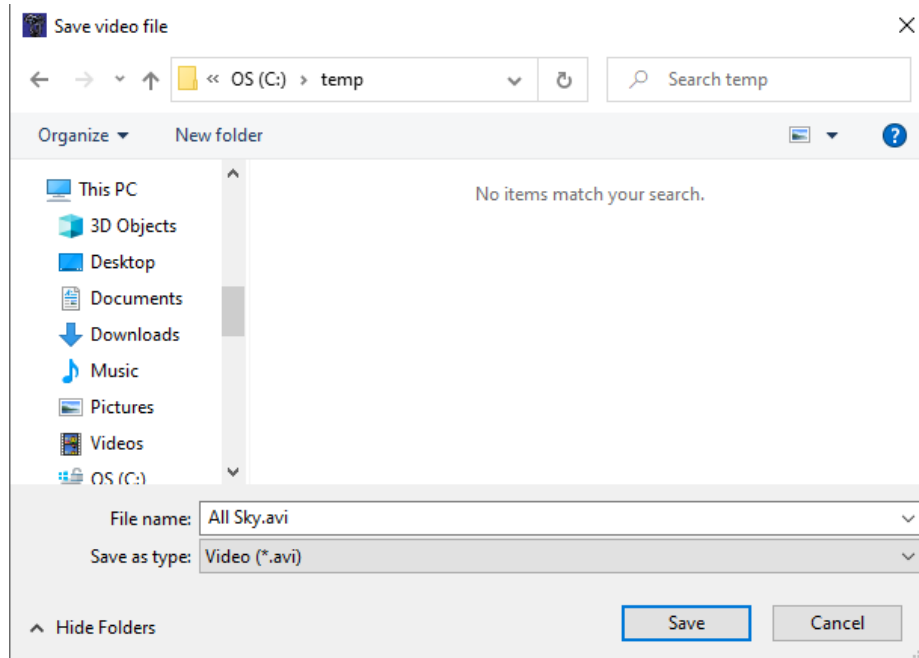 Save video file
« OS (C:) › temp
Search temp
Organize
New folder
This PC
3D Objects
Desktop
Documents
Downloads
Music
Pictures
Videos
OS (C:)
No items match your search.
File name: All Sky.avi
Save as type: Video (*.avi)
Hide Folders
Save
Cancel